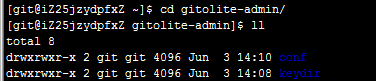 [git@iZ25jzydpfxZ ~]$ cd gitolite-admin/
[git@iZ25jzydpfxZ gitolite-admin]$ ll
total 8
drwxrwxr-x 2 git git 4096 Jun  3 14:10 conf
drwxrwxr-x 2 git git 4096 Jun  3 14:08 keydir